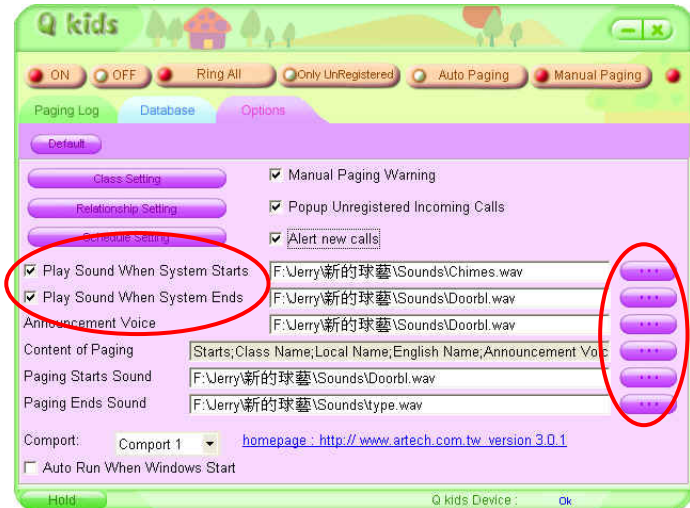 Q kids
ON OFF Ring All Only UnRegistered Auto Paging Manual Paging
Paging Log Database Options
Default
Class Setting Manual Paging Warning
Relationship Setting Popup Unregistered Incoming Calls
Schedule Setting Alert new calls
Play Sound When System Starts F:\Jerry\新的球藝\Sounds\Chimes.wav ...
Play Sound When System Ends F:\Jerry\新的球藝\Sounds\Doorbl.wav ...
Announcement Voice F:\Jerry\新的球藝\Sounds\Doorbl.wav ...
Content of Paging Starts;Class Name;Local Name;English Name;Announcement Voic ...
Paging Starts Sound F:\Jerry\新的球藝\Sounds\Doorbl.wav ...
Paging Ends Sound F:\Jerry\新的球藝\Sounds\type.wav ...
Comport: Comport 1 homepage : http:// www.artech.com.tw version 3.0.1
Auto Run When Windows Start
Hold Q kids Device : Ok